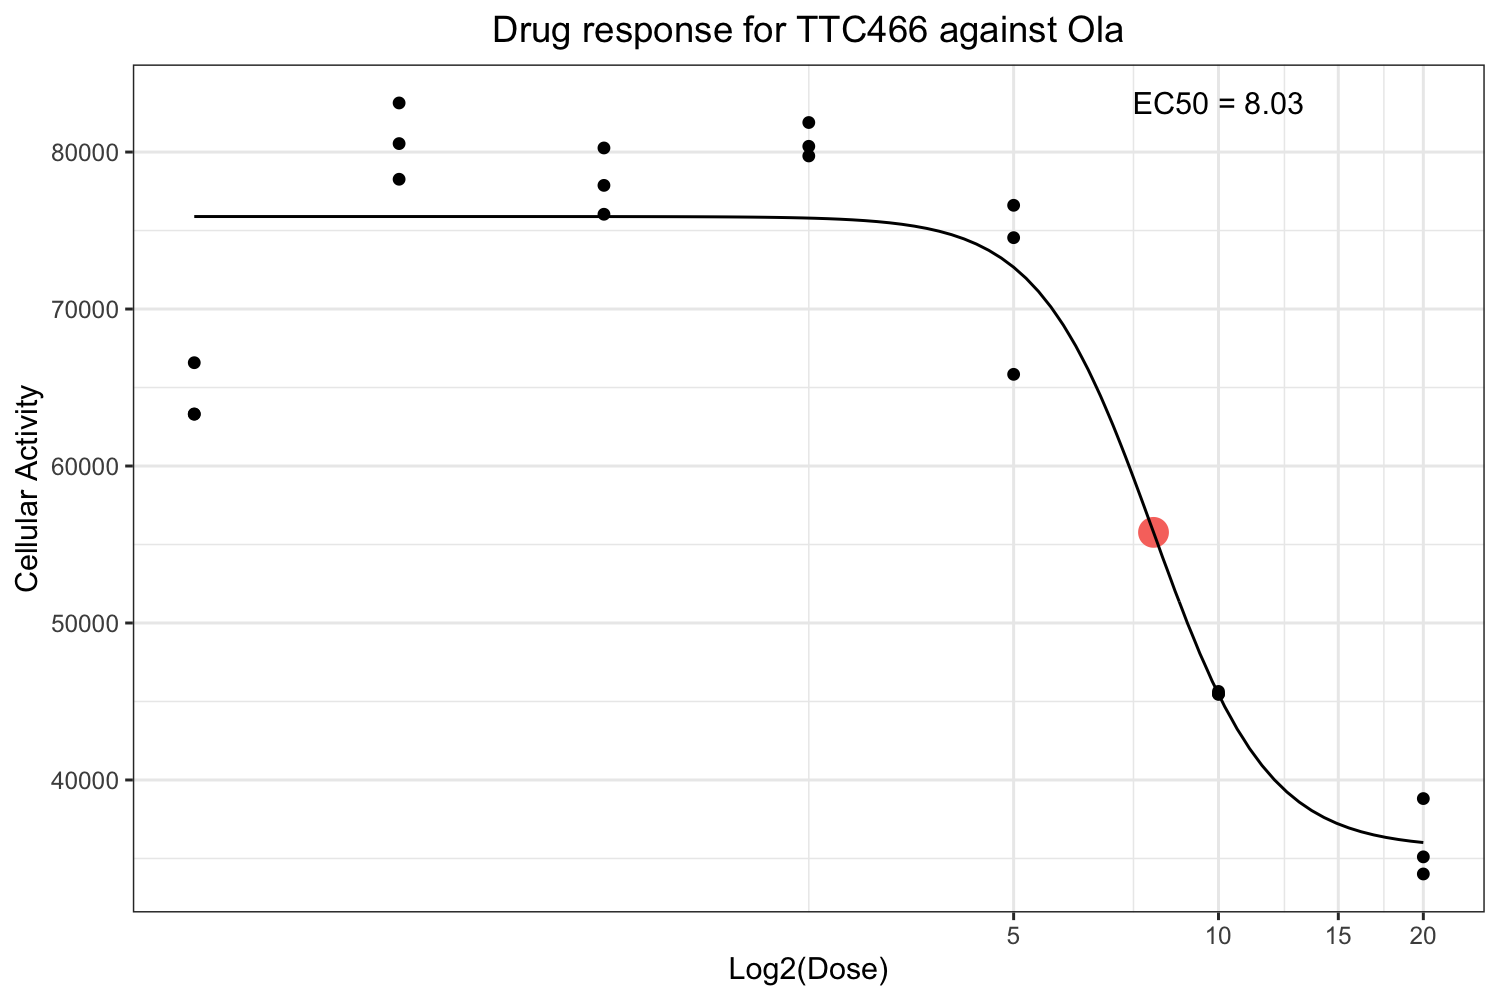 Drug response for TTC466 against Ola
EC50 = 8.03
80000
70000
60000
50000
40000
Cellular Activity
5 10 15 20
Log2(Dose)